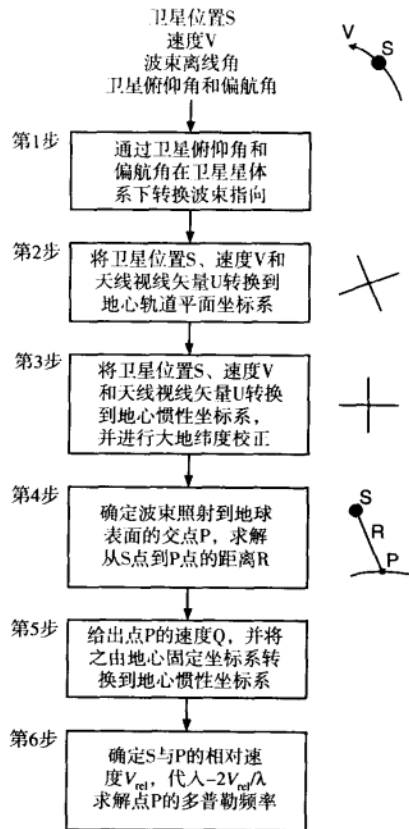 卫星位置S
速度V
波束离线角
卫星俯仰角和偏航角
V
S
第1步
通过卫星俯仰角和
偏航角在卫星星体
系下转换波束指向
第2步
将卫星位置S、速度V和
天线视线矢量U转换到
地心轨道平面坐标系
第3步
将卫星位置S、速度V
和天线视线矢量U转换
到地心惯性坐标系，
并进行大地纬度校正
第4步
确定波束照射到地球
表面的交点P，求解
从S点到P点的距离R
S
R
P
第5步
给出点P的速度Q，并将
之由地心固定坐标系转
换到地心惯性坐标系
第6步
确定S与P的相对速
度Vrel，代入-2Vrel/λ
求解点P的多普勒频率